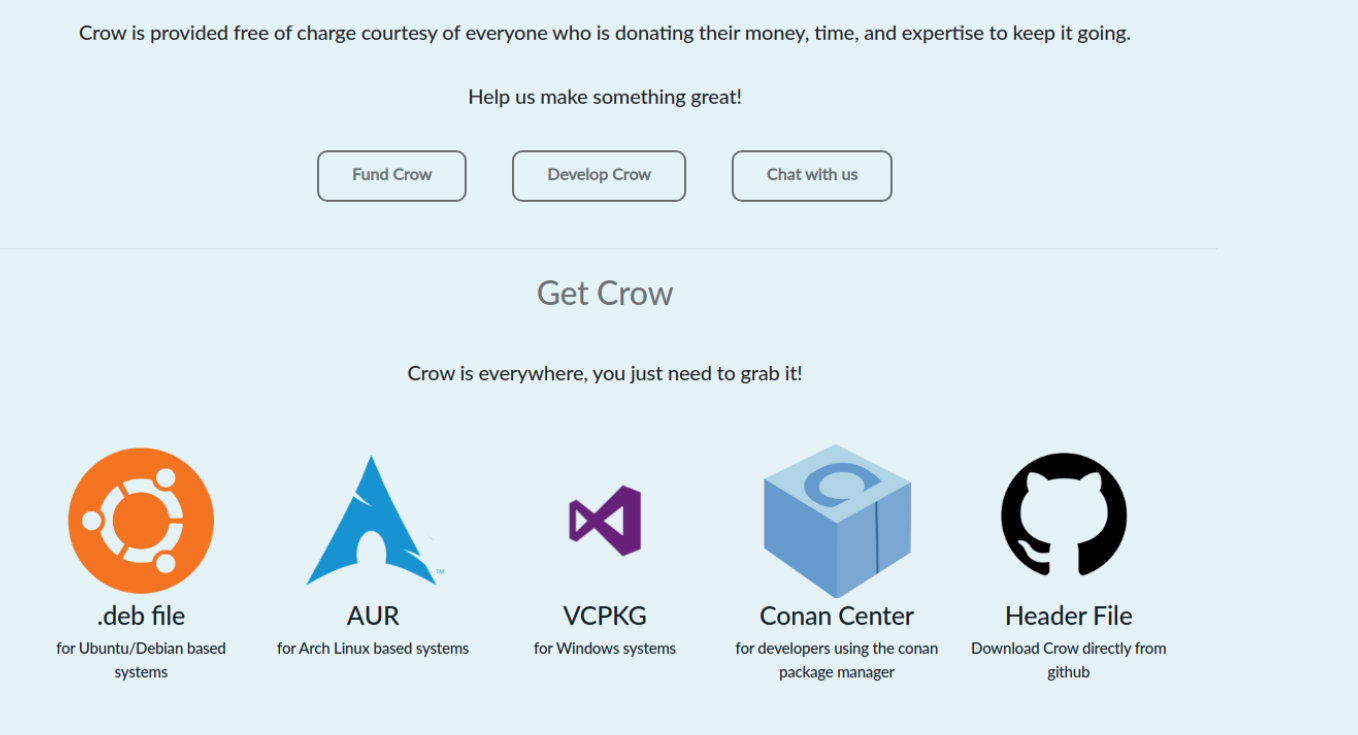 Crow is provided free of charge courtesy of everyone who is donating their money, time, and expertise to keep it going.
Help us make something great!
Fund Crow
Develop Crow
Chat with us
Get Crow
Crow is everywhere, you just need to grab it!
TM
.deb file
for Ubuntu/Debian based
systems
AUR
for Arch Linux based systems
VCPKG
for Windows systems
Conan Center
for developers using the conan
package manager
Header File
Download Crow directly from
github